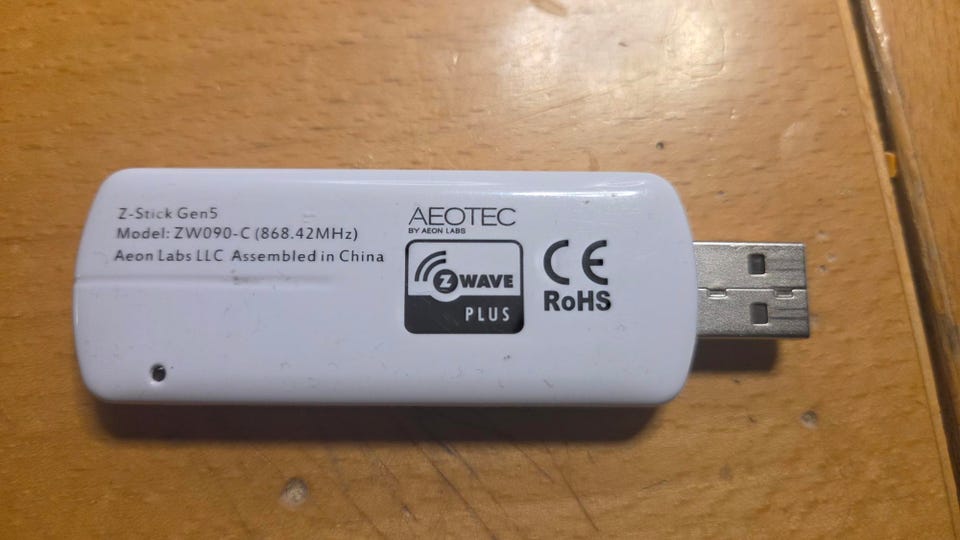 Z-Stick Gen5
Model: ZW090-C (868.42MHz)
Aeon Labs LLC Assembled in China
AEOTEC
BY AEON LABS
Z WAVE
PLUS
CE
RoHS